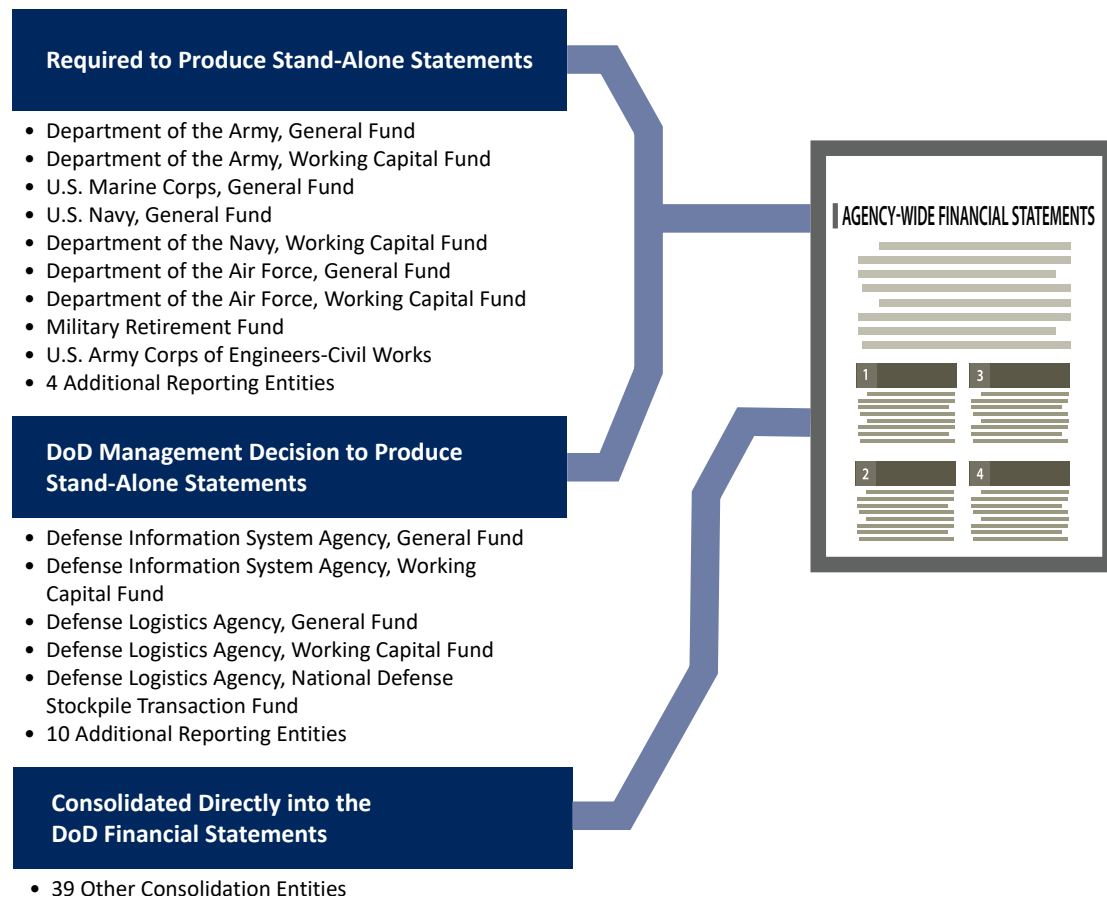 Required to Produce Stand-Alone Statements
• Department of the Army, General Fund
• Department of the Army, Working Capital Fund
• U.S. Marine Corps, General Fund
• U.S. Navy, General Fund
• Department of the Navy, Working Capital Fund
• Department of the Air Force, General Fund
• Department of the Air Force, Working Capital Fund
• Military Retirement Fund
• U.S. Army Corps of Engineers-Civil Works
• 4 Additional Reporting Entities
DoD Management Decision to Produce
Stand-Alone Statements
• Defense Information System Agency, General Fund
• Defense Information System Agency, Working
Capital Fund
• Defense Logistics Agency, General Fund
• Defense Logistics Agency, Working Capital Fund
• Defense Logistics Agency, National Defense
Stockpile Transaction Fund
• 10 Additional Reporting Entities
Consolidated Directly into the
DoD Financial Statements
• 39 Other Consolidation Entities
AGENCY-WIDE FINANCIAL STATEMENTS
1
3
2
4